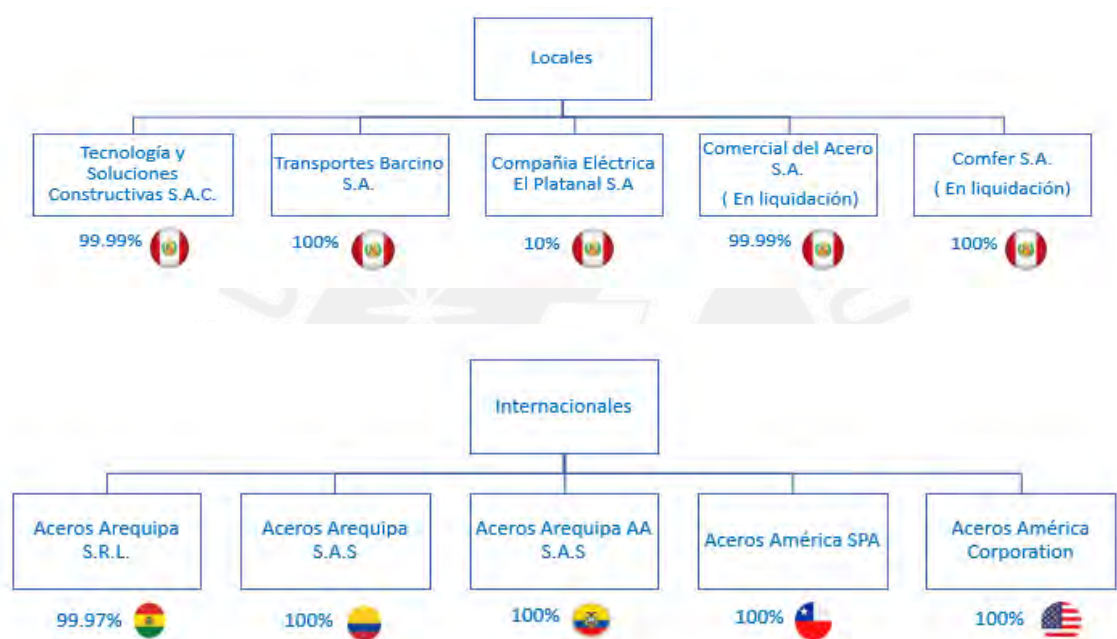 Locales
Tecnología y
Soluciones
Constructivas S.A.C.
Transportes Barcino
S.A.
Compañia Eléctrica
El Platanal S.A
Comercial del Acero
S.A.
( En liquidación)
Comfer S.A.
( En liquidación)
99.99%
100%
10%
99.99%
100%
Internacionales
Aceros Arequipa
S.R.L.
Aceros Arequipa
S.A.S
Aceros Arequipa AA
S.A.S
Aceros América SPA
Aceros América
Corporation
99.97%
100%
100%
100%
100%